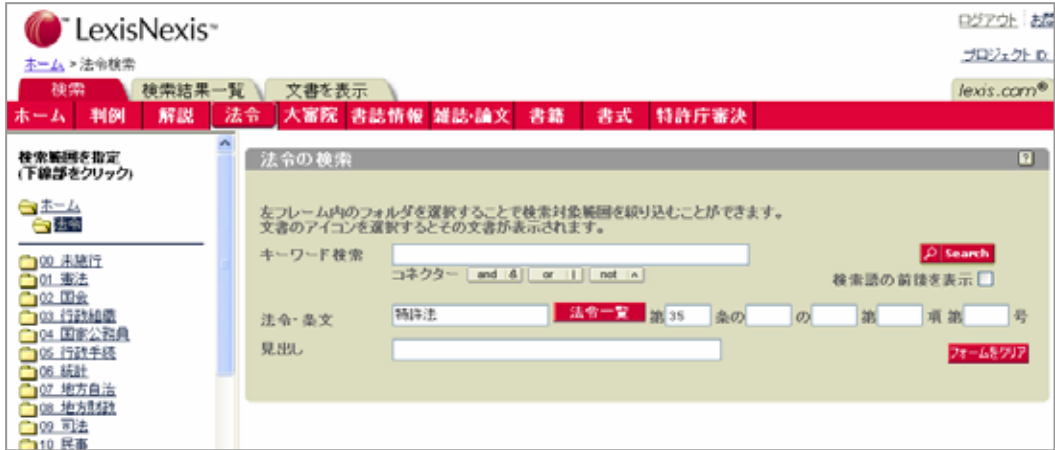 LexisNexis™
ログアウト
プロジェクト ID
ホーム > 法令検索
検索 検索結果一覧 文書を表示 lexis.com®
ホーム 判例 解説 法令 大審院 書誌情報 雑誌・論文 書籍 書式 特許庁審決
検索範囲を指定
(下線部をクリック)
ホーム
法令
00 未施行
01 憲法
02 国会
03 行政組織
04 国家公務員
05 行政手続
06 統計
07 地方自治
08 地方財政
09 司法
10 民事
法令の検索 ?
左フレーム内のフォルダを選択することで検索対象範囲を絞り込むことができます。
文書のアイコンを選択するとその文書が表示されます。
キーワード検索 Search
コネクター and & or | not ^ 検索語の前後を表示
法令・条文 特許法 法令一覧 第 35 条の の 第 項 第 号
見出し フォームをクリア